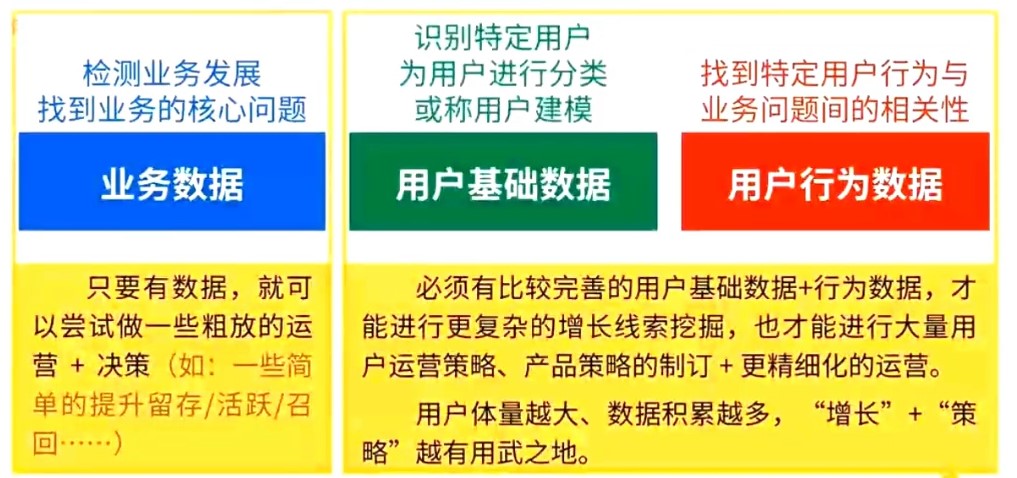 检测业务发展
找到业务的核心问题
业务数据
只要有数据，就可
以尝试做一些粗放的运
营 + 决策（如：一些简
单的提升留存/活跃/召
回……）
识别特定用户
为用户进行分类
或称用户建模
用户基础数据
找到特定用户行为与
业务问题间的相关性
用户行为数据
必须有比较完善的用户基础数据+行为数据，才
能进行更复杂的增长线索挖掘，也才能进行大量用
户运营策略、产品策略的制订 + 更精细化的运营。
用户体量越大、数据积累越多，“增长” + “策
略”越有用武之地。